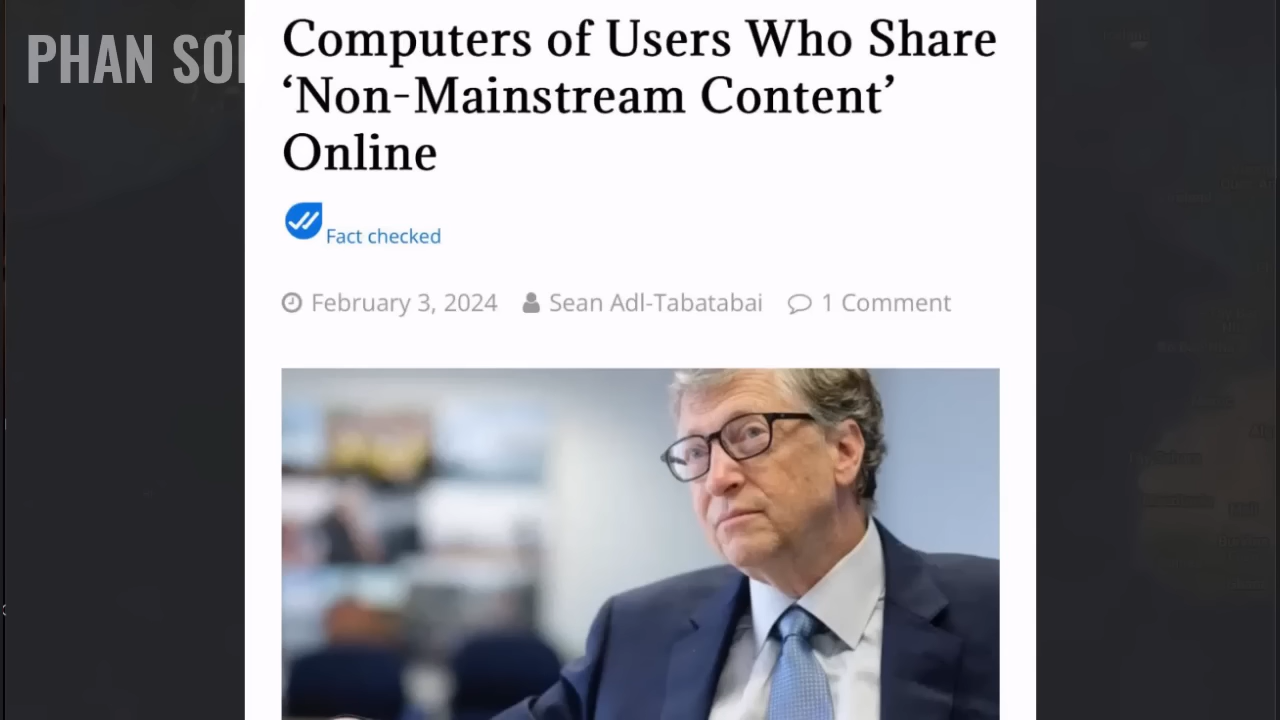 PHAN SƠN
Computers of Users Who Share
‘Non-Mainstream Content’
Online
Fact checked
February 3, 2024 Sean Adl-Tabatabai 1 Comment